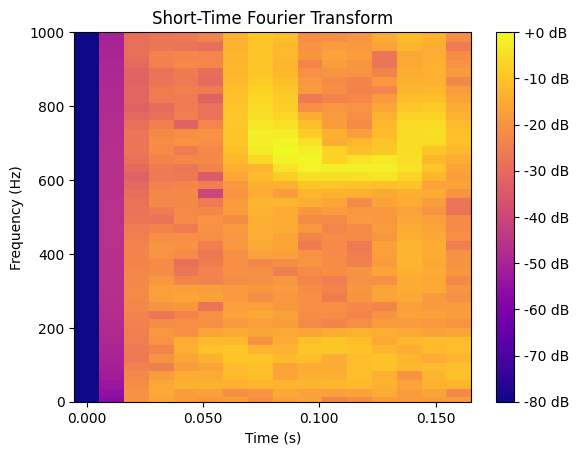 Short-Time Fourier Transform
1000
800
600
400
200
0
Frequency (Hz)
0.000
0.050
0.100
0.150
Time (s)
+0 dB
-10 dB
-20 dB
-30 dB
-40 dB
-50 dB
-60 dB
-70 dB
-80 dB